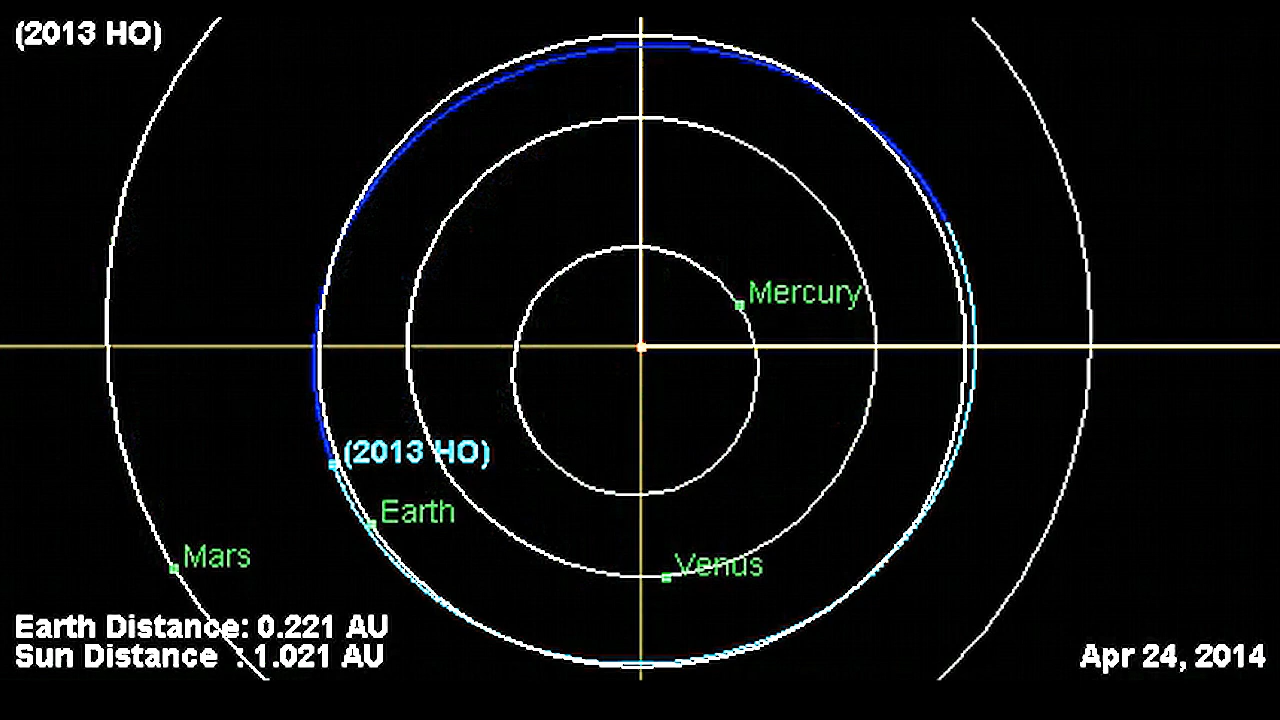 (2013 HO)
Mercury
(2013 HO)
Earth
Mars
Venus
Earth Distance: 0.221 AU
Sun Distance  : 1.021 AU
Apr 24, 2014